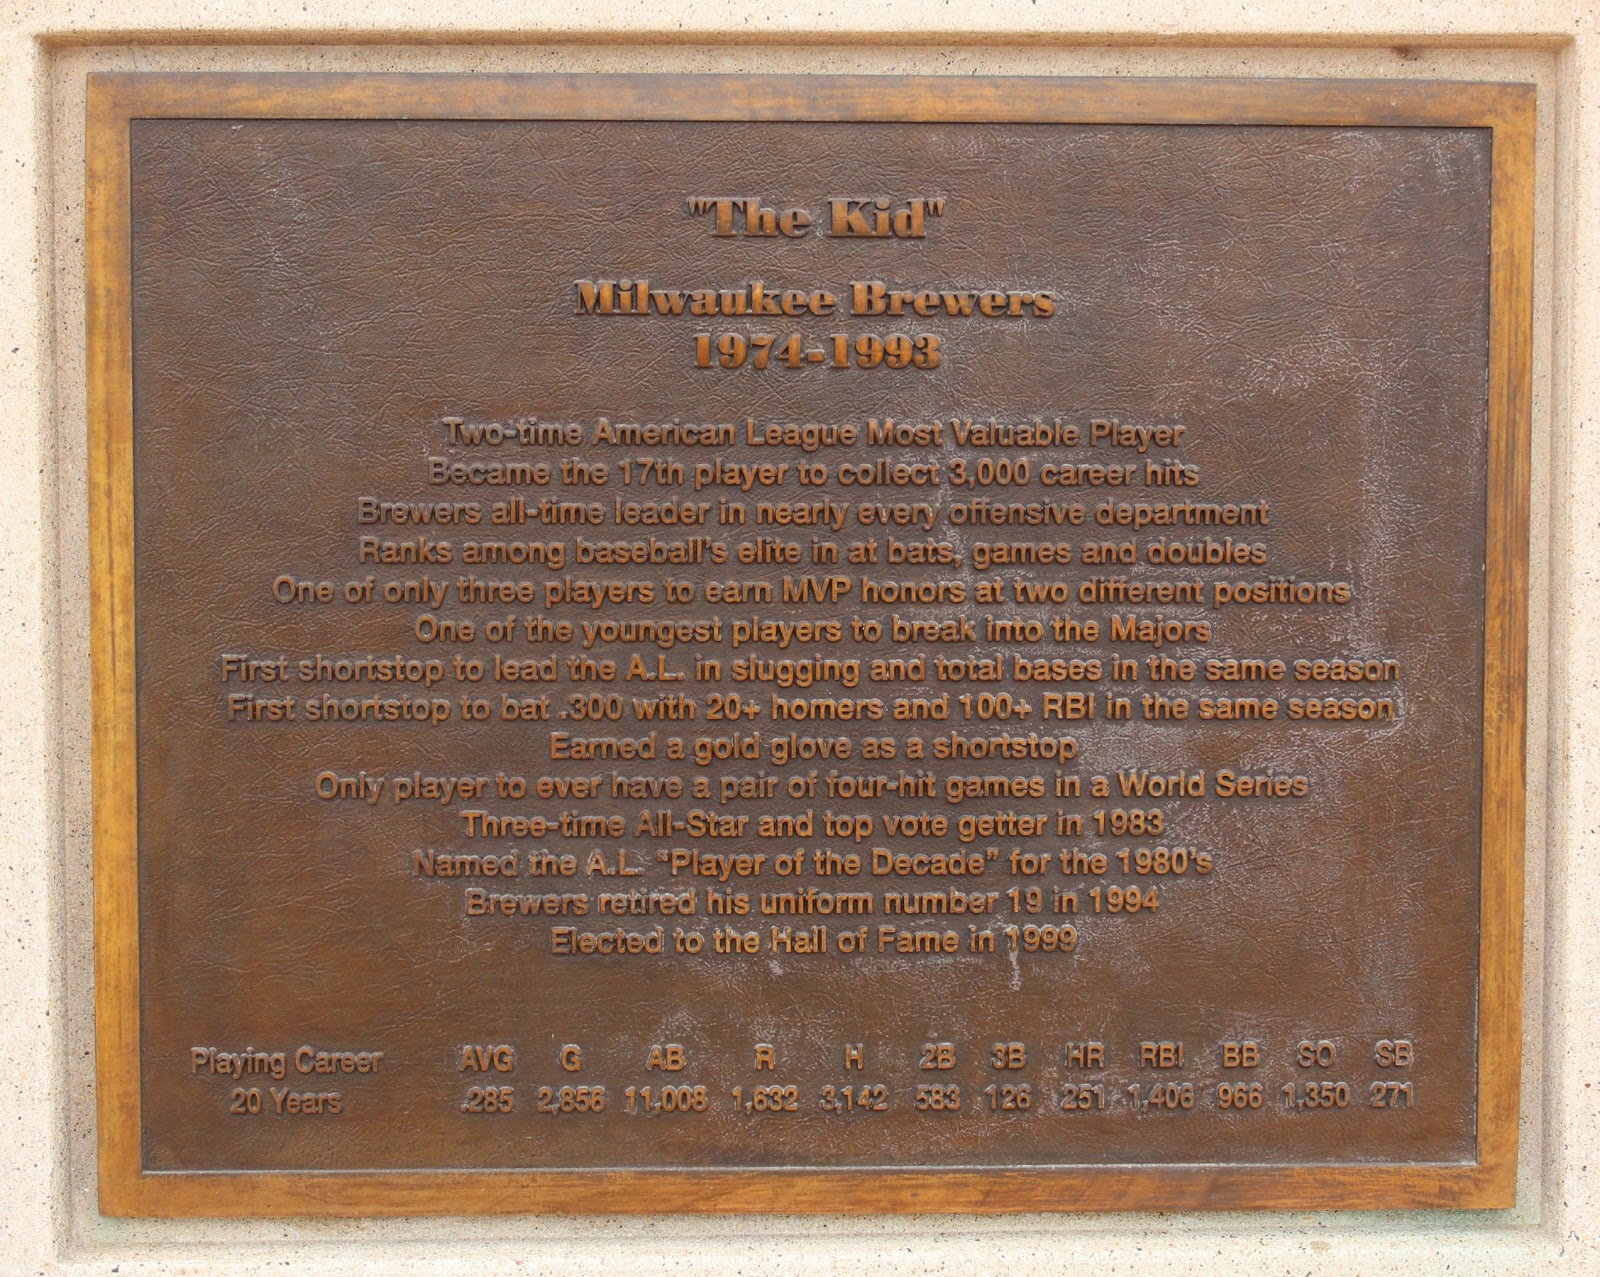 "The Kid"
Milwaukee Brewers
1974-1993
Two-time American League Most Valuable Player
Became the 17th player to collect 3,000 career hits
Brewers all-time leader in nearly every offensive department
Ranks among baseball's elite in at bats, games and doubles
One of only three players to earn MVP honors at two different positions
One of the youngest players to break into the Majors
First shortstop to lead the A.L. in slugging and total bases in the same season
First shortstop to bat .300 with 20+ homers and 100+ RBI in the same season
Earned a gold glove as a shortstop
Only player to ever have a pair of four-hit games in a World Series
Three-time All-Star and top vote getter in 1983
Named the A.L. “Player of the Decade” for the 1980's
Brewers retired his uniform number 19 in 1994
Elected to the Hall of Fame in 1999
Playing Career AVG G AB R H 2B 3B HR RBI BB SO SB
20 Years .285 2,856 11,008 1,632 3,142 583 126 251 1,406 966 1,350 271